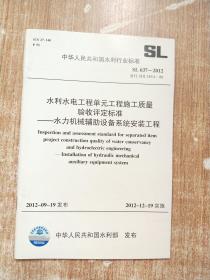 SL
中华人民共和国水利行业标准
SL 637—2012
水利水电工程单元工程施工质量
验收评定标准
——水力机械辅助设备系统安装工程
Inspection and assessment standard for separated item
project construction quality of water conservancy
and hydroelectric engineering
—Installation of hydraulic mechanical
auxiliary equipment system
2012-09-19 发布
2012-12-19 实施
中华人民共和国水利部 发布